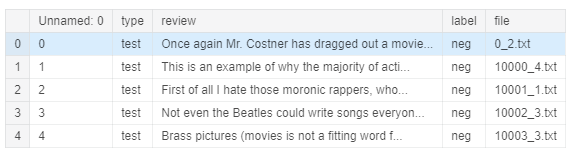 Unnamed: 0 type review label file
0 0 test Once again Mr. Costner has dragged out a movie... neg 0_2.txt
1 1 test This is an example of why the majority of acti... neg 10000_4.txt
2 2 test First of all I hate those moronic rappers, who... neg 10001_1.txt
3 3 test Not even the Beatles could write songs everyon... neg 10002_3.txt
4 4 test Brass pictures (movies is not a fitting word f... neg 10003_3.txt